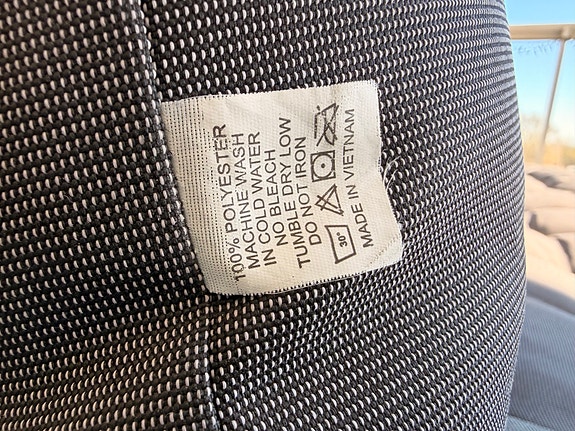 100% POLYESTER
MACHINE WASH
IN COLD WATER
NO BLEACH
TUMBLE DRY LOW
DO NOT IRON
30°
MADE IN VIETNAM